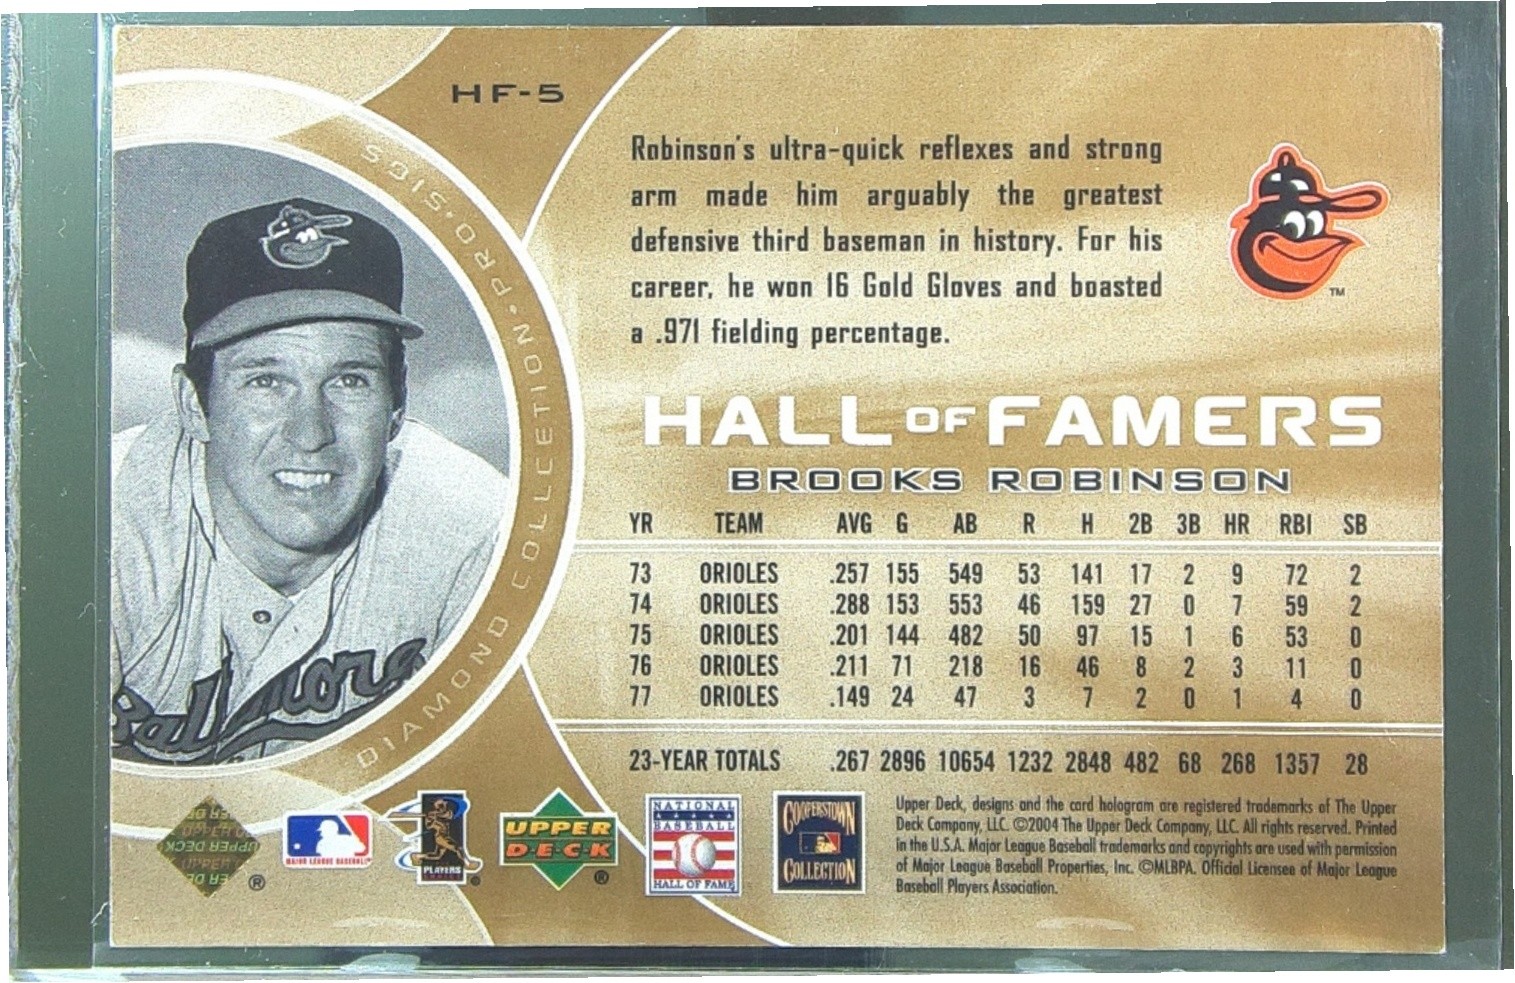 HF-5
DIAMOND COLLECTION • PRO SIGS
Robinson's ultra-quick reflexes and strong
arm made him arguably the greatest
defensive third baseman in history. For his
career, he won 16 Gold Gloves and boasted
a .971 fielding percentage.
TM
HALL OF FAMERS
BROOKS ROBINSON
YR TEAM AVG G AB R H 2B 3B HR RBI SB
73 ORIOLES .257 155 549 53 141 17 2 9 72 2
74 ORIOLES .288 153 553 46 159 27 0 7 59 2
75 ORIOLES .201 144 482 50 97 15 1 6 53 0
76 ORIOLES .211 71 218 16 46 8 2 3 11 0
77 ORIOLES .149 24 47 3 7 2 0 1 4 0
23-YEAR TOTALS .267 2896 10654 1232 2848 482 68 268 1357 28
Baltimore
UPPER DECK
®
MAJOR LEAGUE BASEBALL
PLAYERS
®
UPPER
DECK
®
NATIONAL
BASEBALL
HALL OF FAME
COOPERSTOWN
COLLECTION
Upper Deck, designs and the card hologram are registered trademarks of The Upper
Deck Company, LLC. ©2004 The Upper Deck Company, LLC. All rights reserved. Printed
in the U.S.A. Major League Baseball trademarks and copyrights are used with permission
of Major League Baseball Properties, Inc. ©MLBPA. Official Licensee of Major League
Baseball Players Association.